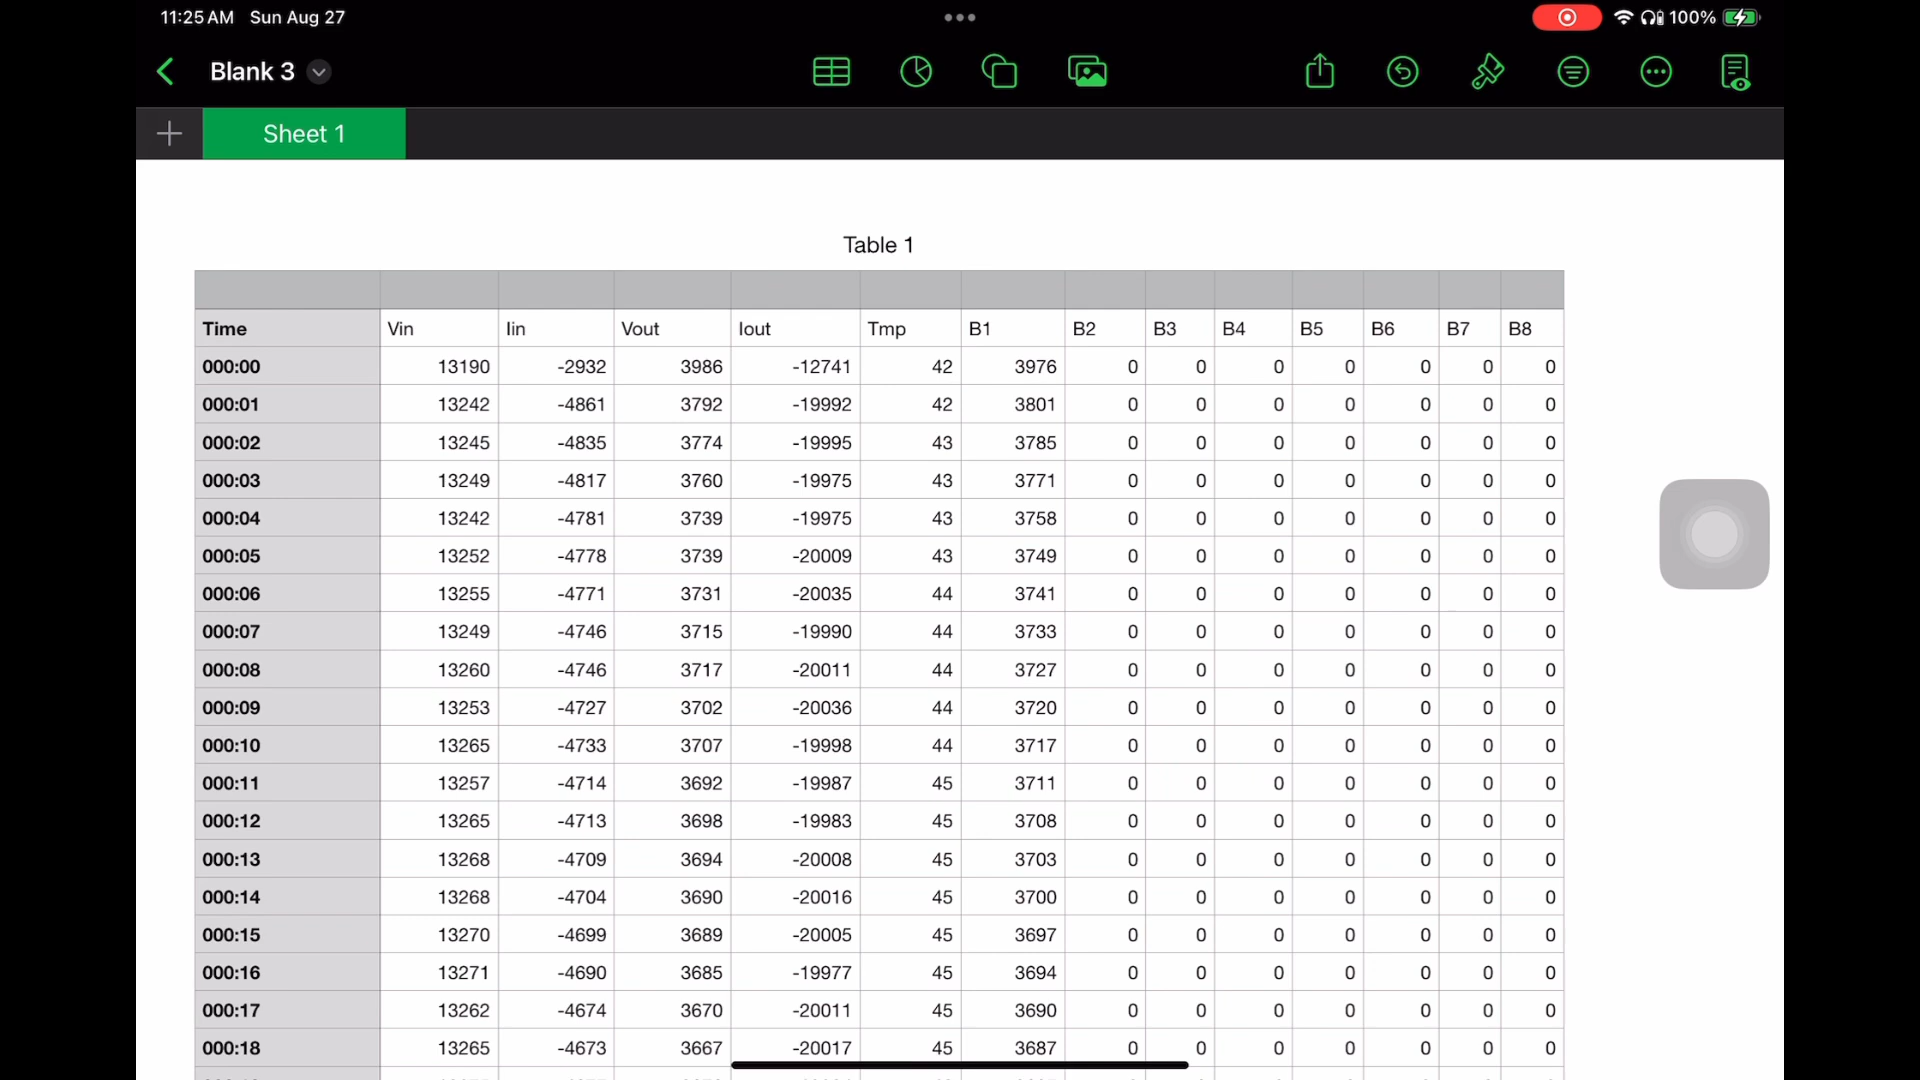 11:25 AM Sun Aug 27 100%
Blank 3
Sheet 1
Table 1
Time Vin Iin Vout Iout Tmp B1 B2 B3 B4 B5 B6 B7 B8
000:00 13190 -2932 3986 -12741 42 3976 0 0 0 0 0 0 0
000:01 13242 -4861 3792 -19992 42 3801 0 0 0 0 0 0 0
000:02 13245 -4835 3774 -19995 43 3785 0 0 0 0 0 0 0
000:03 13249 -4817 3760 -19975 43 3771 0 0 0 0 0 0 0
000:04 13242 -4781 3739 -19975 43 3758 0 0 0 0 0 0 0
000:05 13252 -4778 3739 -20009 43 3749 0 0 0 0 0 0 0
000:06 13255 -4771 3731 -20035 44 3741 0 0 0 0 0 0 0
000:07 13249 -4746 3715 -19990 44 3733 0 0 0 0 0 0 0
000:08 13260 -4746 3717 -20011 44 3727 0 0 0 0 0 0 0
000:09 13253 -4727 3702 -20036 44 3720 0 0 0 0 0 0 0
000:10 13265 -4733 3707 -19998 44 3717 0 0 0 0 0 0 0
000:11 13257 -4714 3692 -19987 45 3711 0 0 0 0 0 0 0
000:12 13265 -4713 3698 -19983 45 3708 0 0 0 0 0 0 0
000:13 13268 -4709 3694 -20008 45 3703 0 0 0 0 0 0 0
000:14 13268 -4704 3690 -20016 45 3700 0 0 0 0 0 0 0
000:15 13270 -4699 3689 -20005 45 3697 0 0 0 0 0 0 0
000:16 13271 -4690 3685 -19977 45 3694 0 0 0 0 0 0 0
000:17 13262 -4674 3670 -20011 45 3690 0 0 0 0 0 0 0
000:18 13265 -4673 3667 -20017 45 3687 0 0 0 0 0 0 0